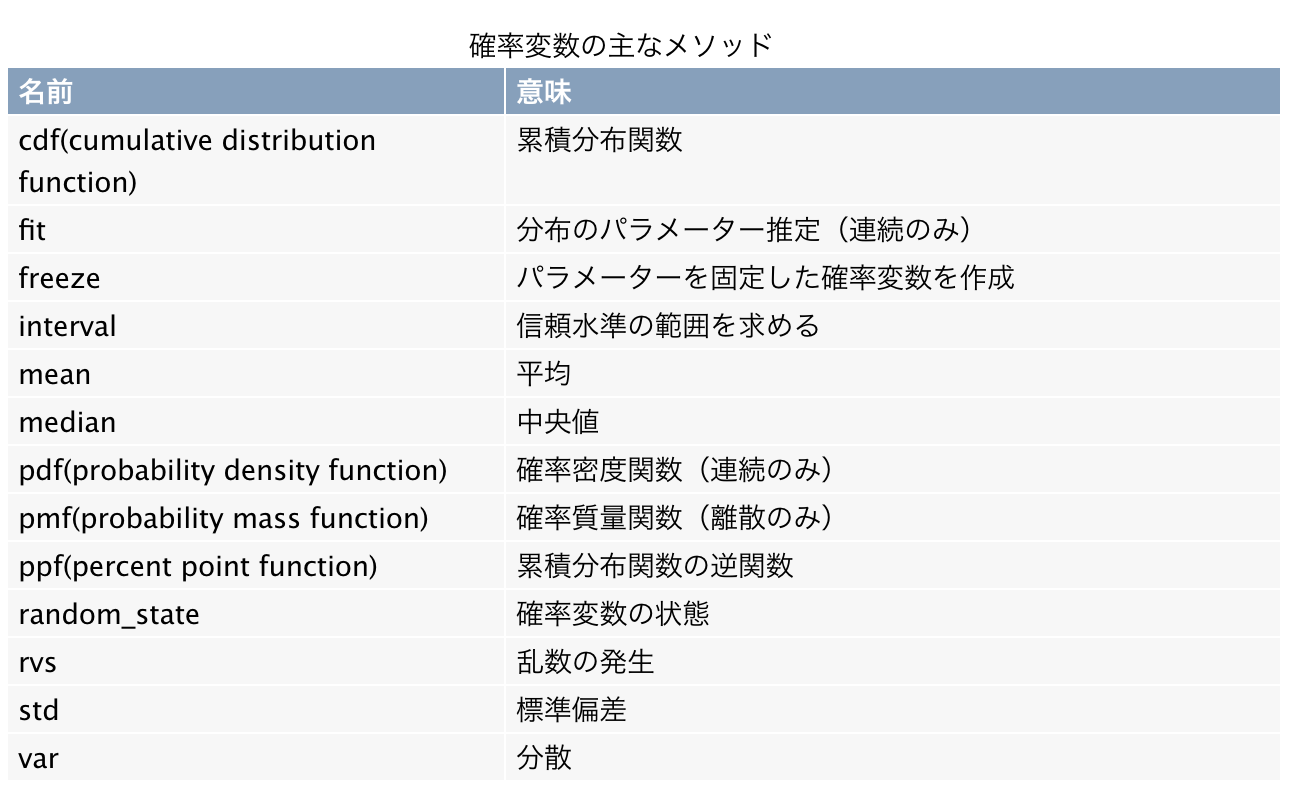 確率変数の主なメソッド
名前 意味
cdf(cumulative distribution 累積分布関数
function)
fit 分布のパラメーター推定（連続のみ）
freeze パラメーターを固定した確率変数を作成
interval 信頼水準の範囲を求める
mean 平均
median 中央値
pdf(probability density function) 確率密度関数（連続のみ）
pmf(probability mass function) 確率質量関数（離散のみ）
ppf(percent point function) 累積分布関数の逆関数
random_state 確率変数の状態
rvs 乱数の発生
std 標準偏差
var 分散